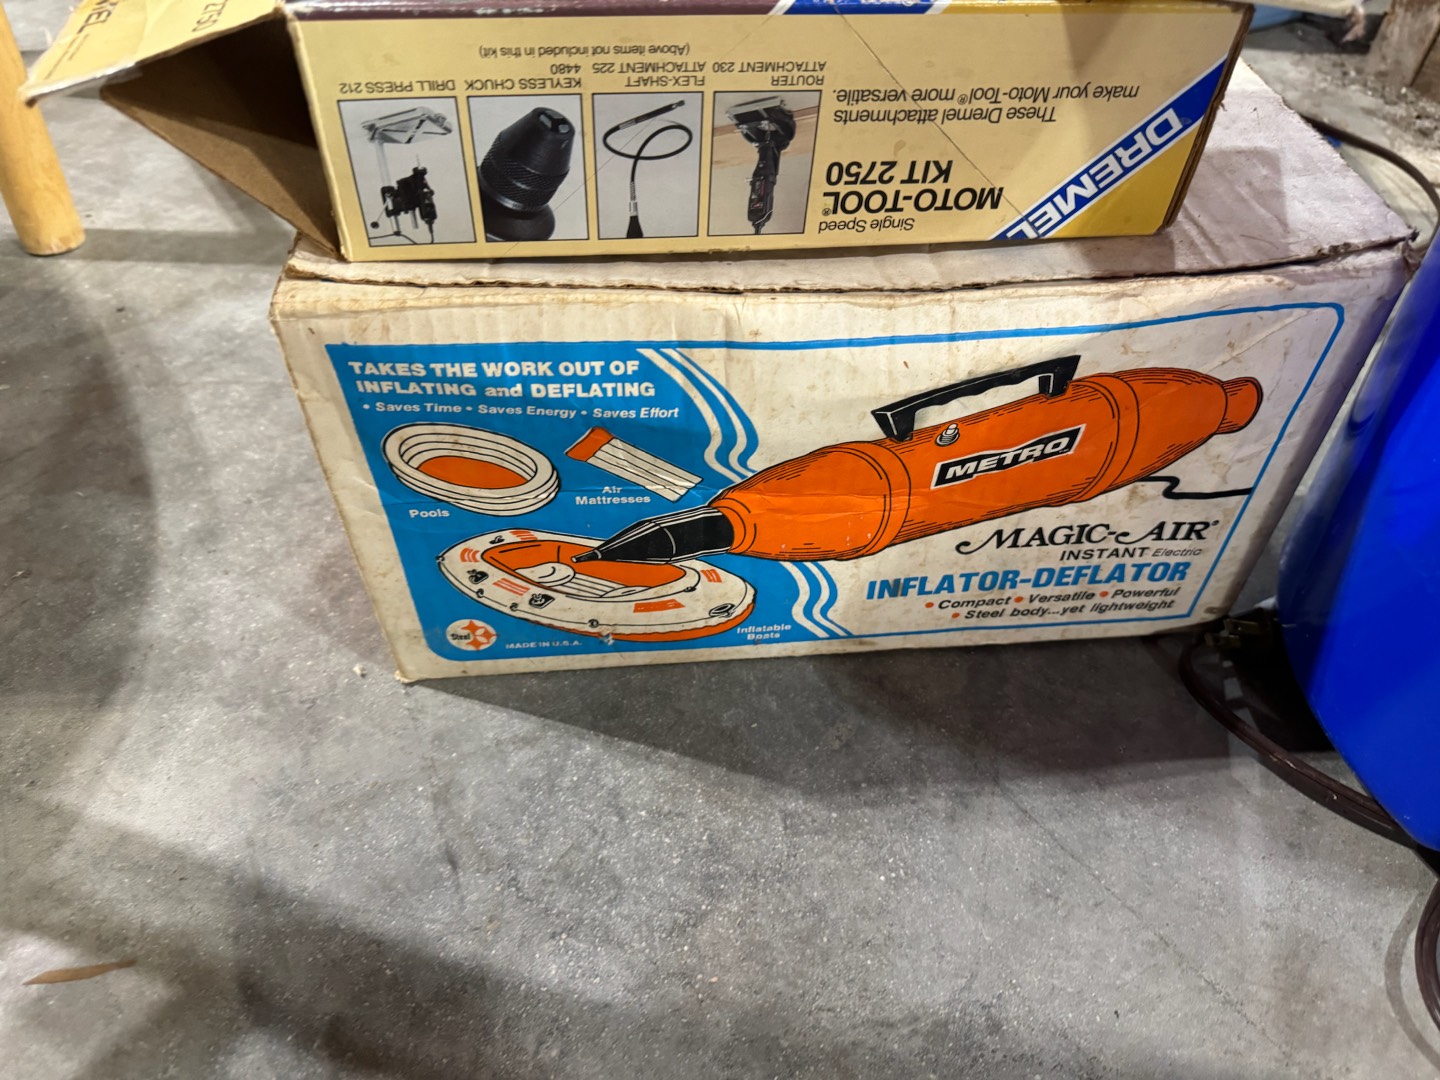 2750
MEL
Single Speed
MOTO-TOOL®
KIT 2750
These Dremel attachments
make your Moto-Tool® more versatile.
DREMEL
ROUTER
ATTACHMENT 230
FLEX-SHAFT
ATTACHMENT 225
KEYLESS CHUCK
4480
DRILL PRESS 212
(Above items not included in this kit)
TAKES THE WORK OUT OF
INFLATING and DEFLATING
• Saves Time • Saves Energy • Saves Effort
Pools
Air
Mattresses
METRO
MAGIC-AIR®
INSTANT Electric
INFLATOR-DEFLATOR
• Compact • Versatile • Powerful
• Steel body...yet lightweight
Inflatable
Boats
Steel
MADE IN U.S.A.